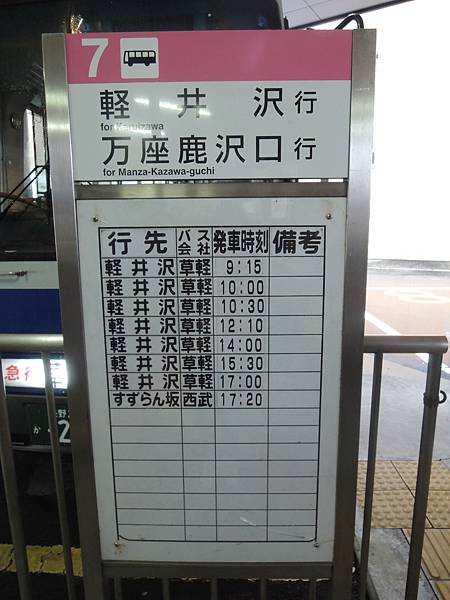 7
軽井沢行
for Karuizawa
万座鹿沢口行
for Manza-Kazawa-guchi
行先 バス会社 発車時刻 備考
軽井沢 草軽 9:15
軽井沢 草軽 10:00
軽井沢 草軽 10:30
軽井沢 草軽 12:10
軽井沢 草軽 14:00
軽井沢 草軽 15:30
軽井沢 草軽 17:00
すずらん坂 西武 17:20
急行
か
2